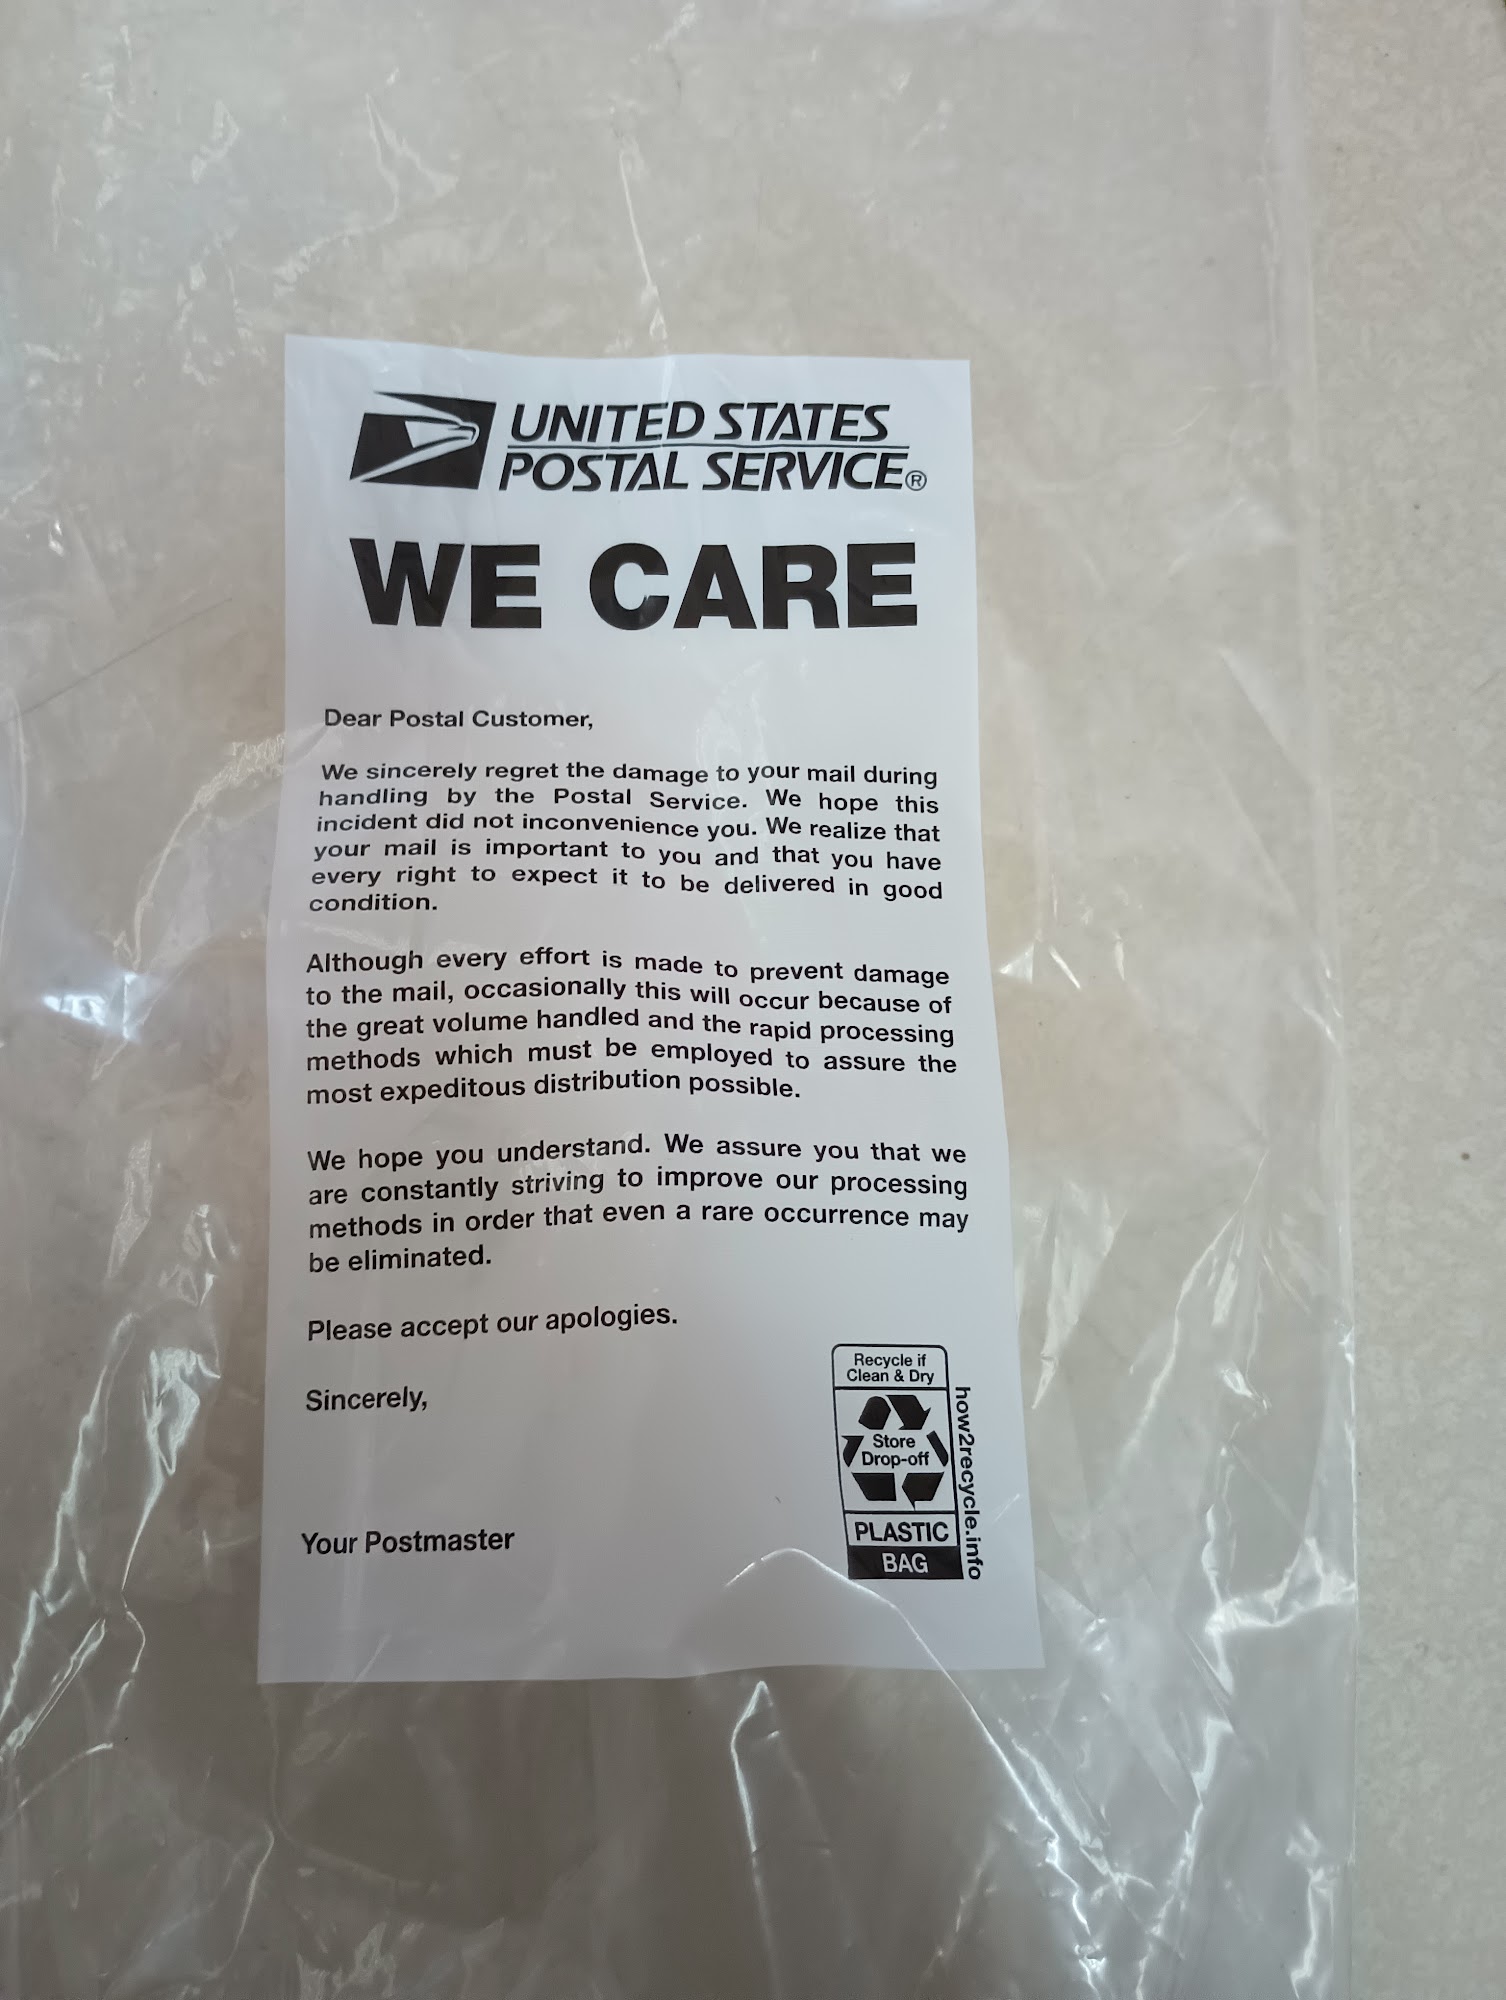 UNITED STATES
POSTAL SERVICE®
WE CARE
Dear Postal Customer,
We sincerely regret the damage to your mail during
handling by the Postal Service. We hope this
incident did not inconvenience you. We realize that
your mail is important to you and that you have
every right to expect it to be delivered in good
condition.
Although every effort is made to prevent damage
to the mail, occasionally this will occur because of
the great volume handled and the rapid processing
methods which must be employed to assure the
most expeditous distribution possible.
We hope you understand. We assure you that we
are constantly striving to improve our processing
methods in order that even a rare occurrence may
be eliminated.
Please accept our apologies.
Sincerely,
Your Postmaster
Recycle if
Clean & Dry
Store
Drop-off
PLASTIC
BAG
how2recycle.info